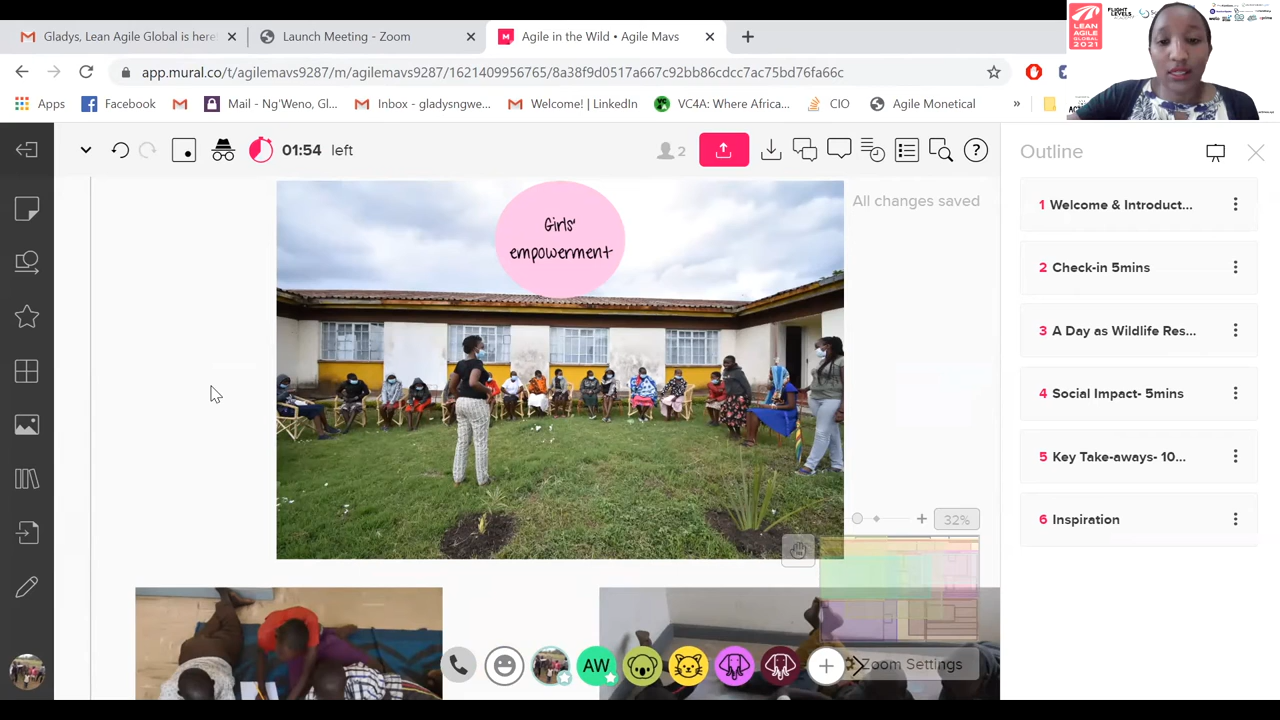 Gladys, Lean Agile Global is here
Launch Meeting - Zoom
Agile in the Wild • Agile Mavs
app.mural.co/t/agilemavs9287/m/agilemavs9287/1621409956765/8a38f9d0517a667c92bb86cdcc7ac75bd76fa66c
Apps
Facebook
Mail - Ng'Weno, Gl...
Inbox - gladysngwe...
Welcome! | LinkedIn
VC4A: Where Africa...
CIO
Agile Monetical
»
LEAN AGILE
GLOBAL
2021
FLIGHT
LEVELS
01:54 left
2
?
Outline
All changes saved
Girls'
empowerment
1 Welcome & Introduct...
2 Check-in 5mins
3 A Day as Wildlife Res...
4 Social Impact- 5mins
5 Key Take-aways- 10...
6 Inspiration
32%
AW
Zoom Settings